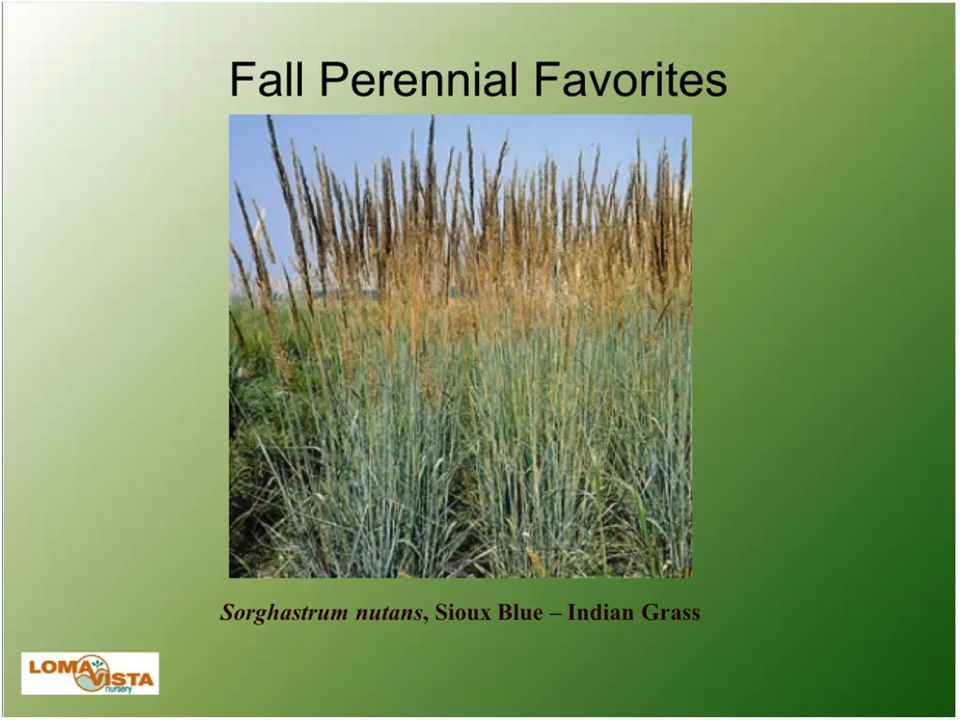 Fall Perennial Favorites
Sorghastrum nutans, Sioux Blue – Indian Grass
LOMA
VISTA
nursery